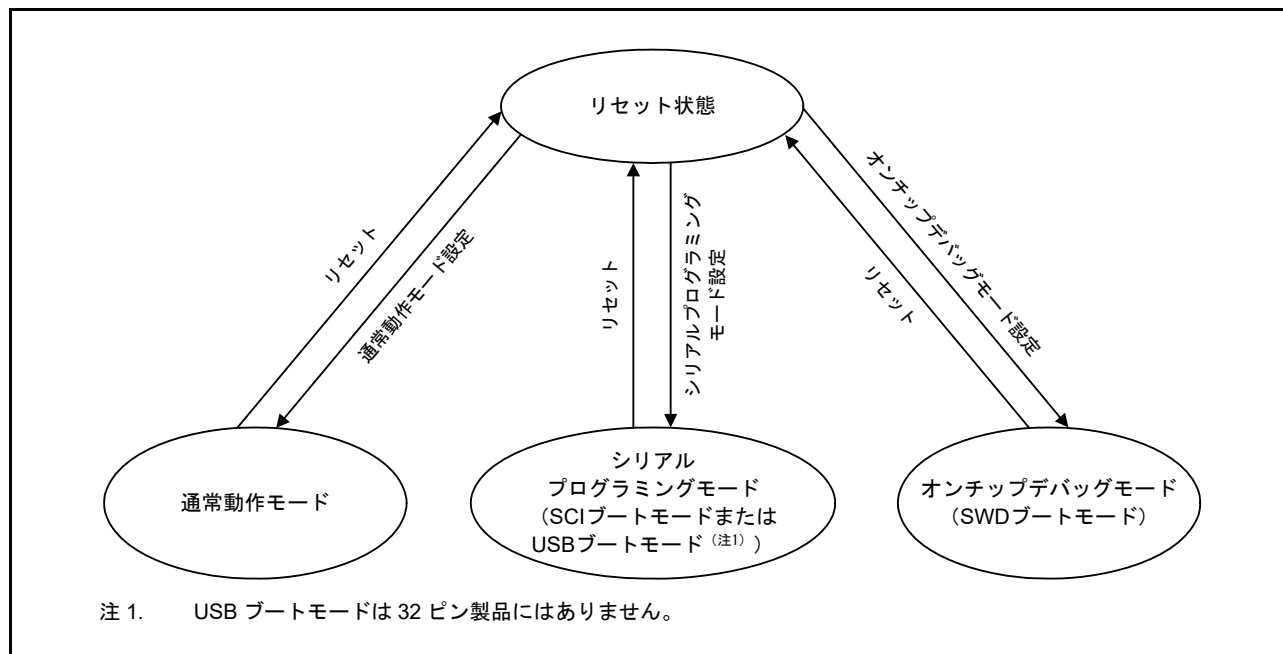 リセット状態
リセット
通常動作モード設定
リセット
シリアルプログラミング
モード設定
オンチップデバッグモード設定
リセット
通常動作モード
シリアル
プログラミングモード
（SCIブートモードまたは
USBブートモード（注1））
オンチップデバッグモード
（SWDブートモード）
注 1. USB ブートモードは 32 ピン製品にはありません。